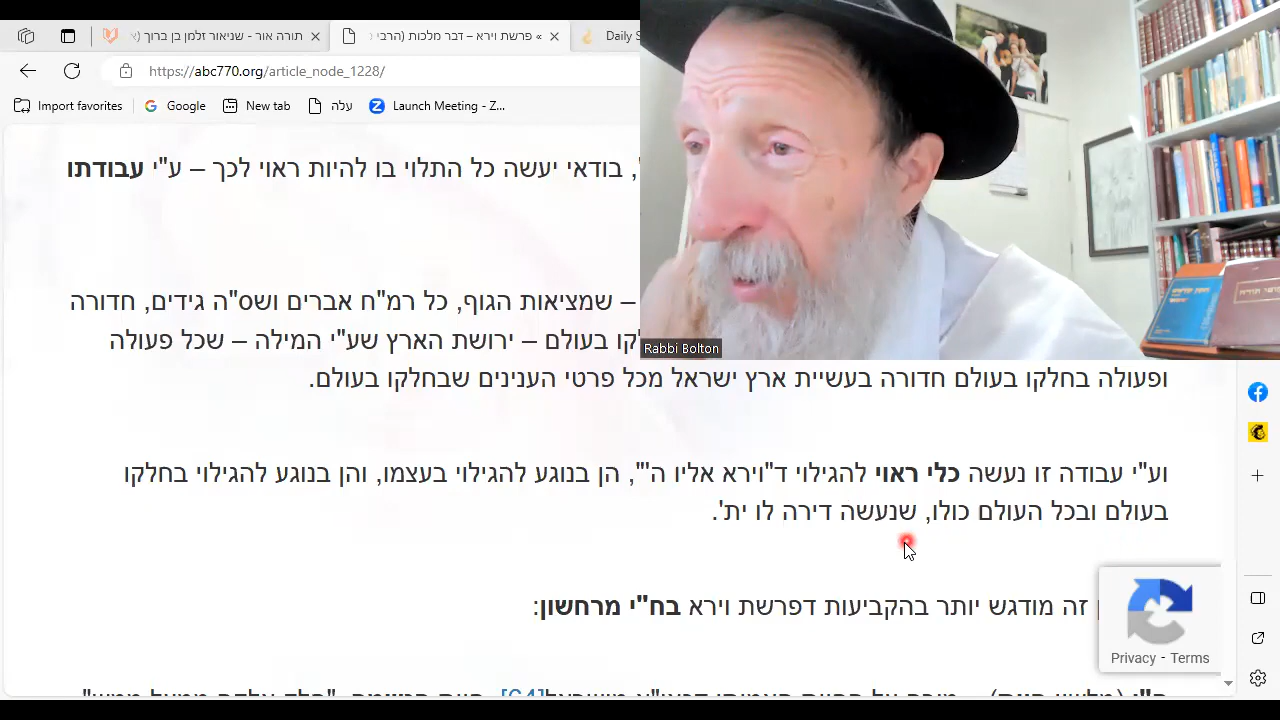 תורה אור - שניאור זלמן בן ברוך (א
« פרשת וירא – דבר מלכות (הרבי
Daily S
https://abc770.org/article_node_1228/
Import favorites
Google
New tab
עלה
Launch Meeting - Z...
, בודאי יעשה כל התלוי בו להיות ראוי לכך – ע"י עבודתו
– שמציאות הגוף, כל רמ"ח אברים ושס"ה גידים, חדורה
בעולם – ירושת הארץ שע"י המילה – שכל פעולה
ופעולה בחלקו בעולם חדורה בעשיית ארץ ישראל מכל פרטי הענינים שבחלקו בעולם.
וע"י עבודה זו נעשה כלי ראוי להגילוי ד"וירא אליו ה'", הן בנוגע להגילוי בעצמו, והן בנוגע להגילוי בחלקו
בעולם ובכל העולם כולו, שנעשה דירה לו ית'.
זה מודגש יותר בהקביעות דפרשת וירא בח"י מרחשון:
Rabbi Bolton
Privacy - Terms